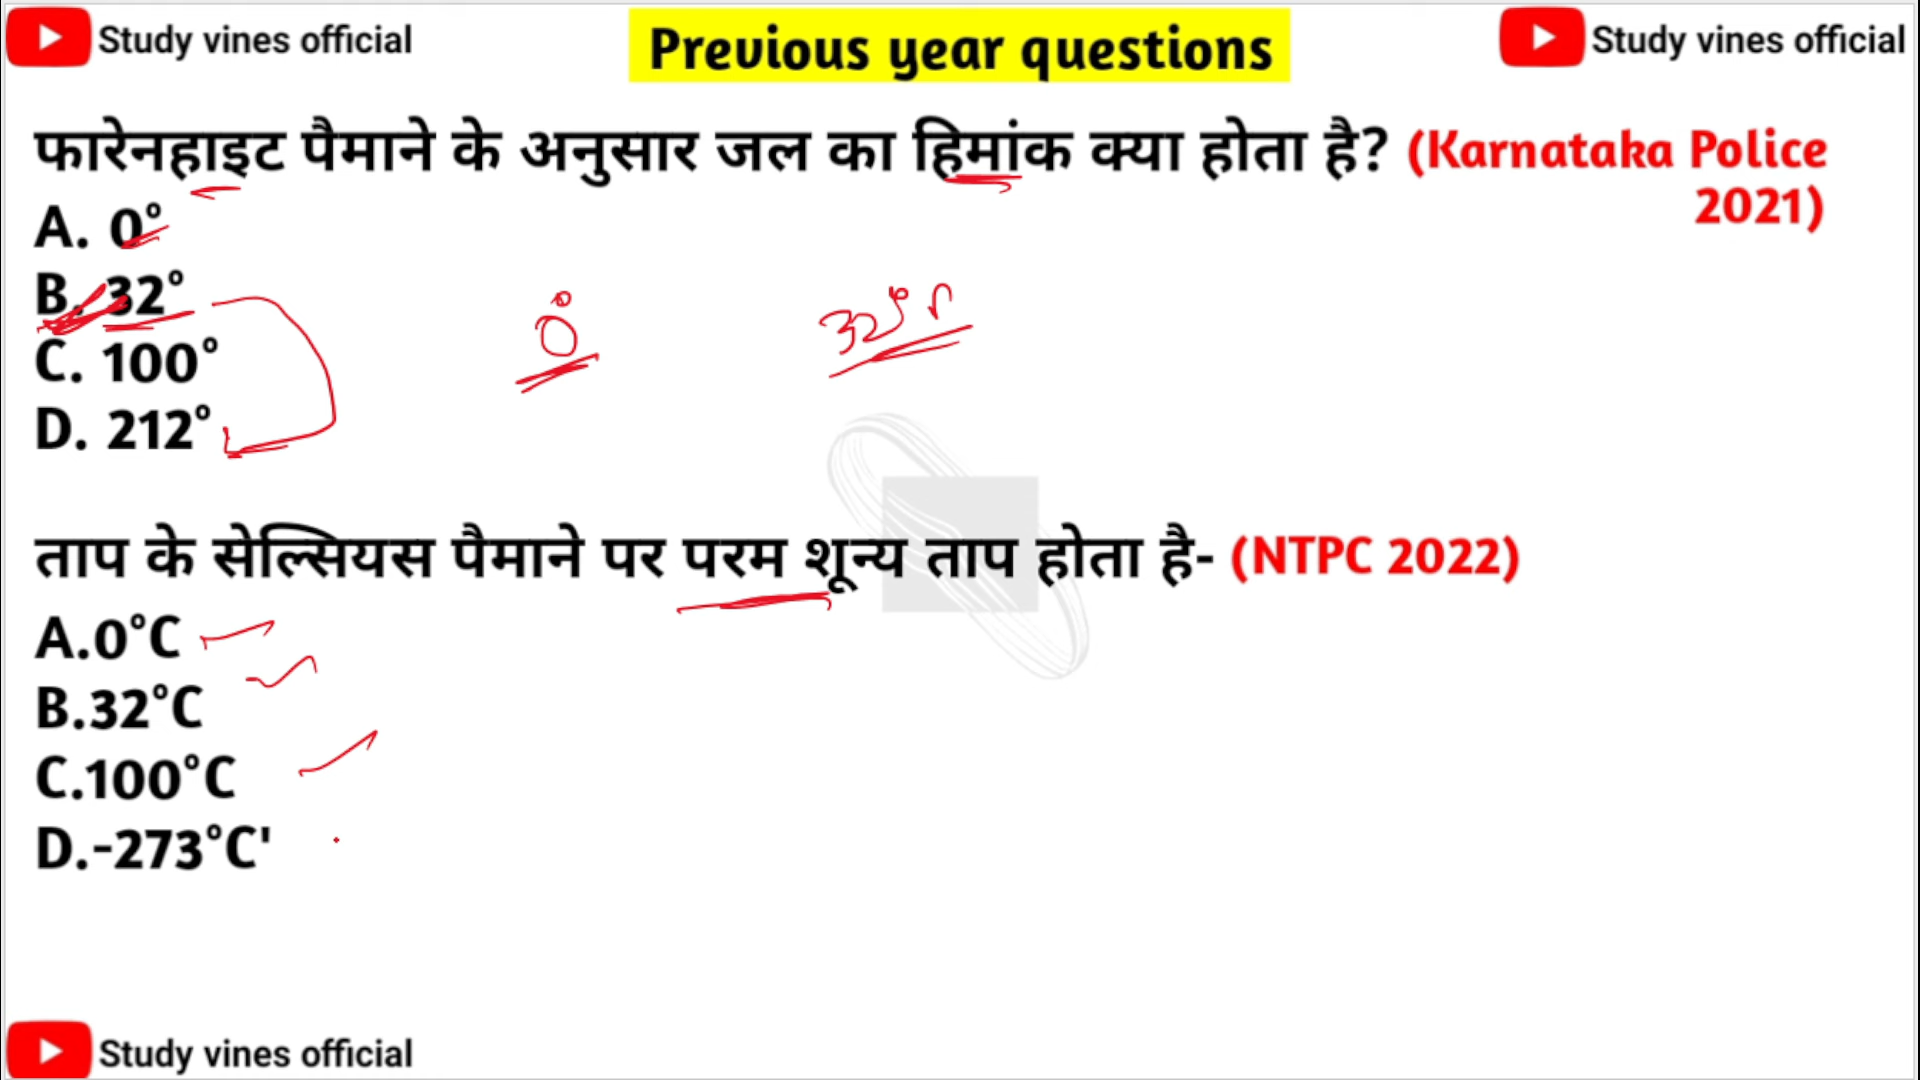 Study vines official
Previous year questions
Study vines official
फारेनहाइट पैमाने के अनुसार जल का हिमांक क्या होता है? (Karnataka Police
2021)
A. 0°
B. 32°
0°
32°F
C. 100°
D. 212°
ताप के सेल्सियस पैमाने पर परम शून्य ताप होता है- (NTPC 2022)
A.0°C
B.32°C
C.100°C
D.-273°C'
Study vines official